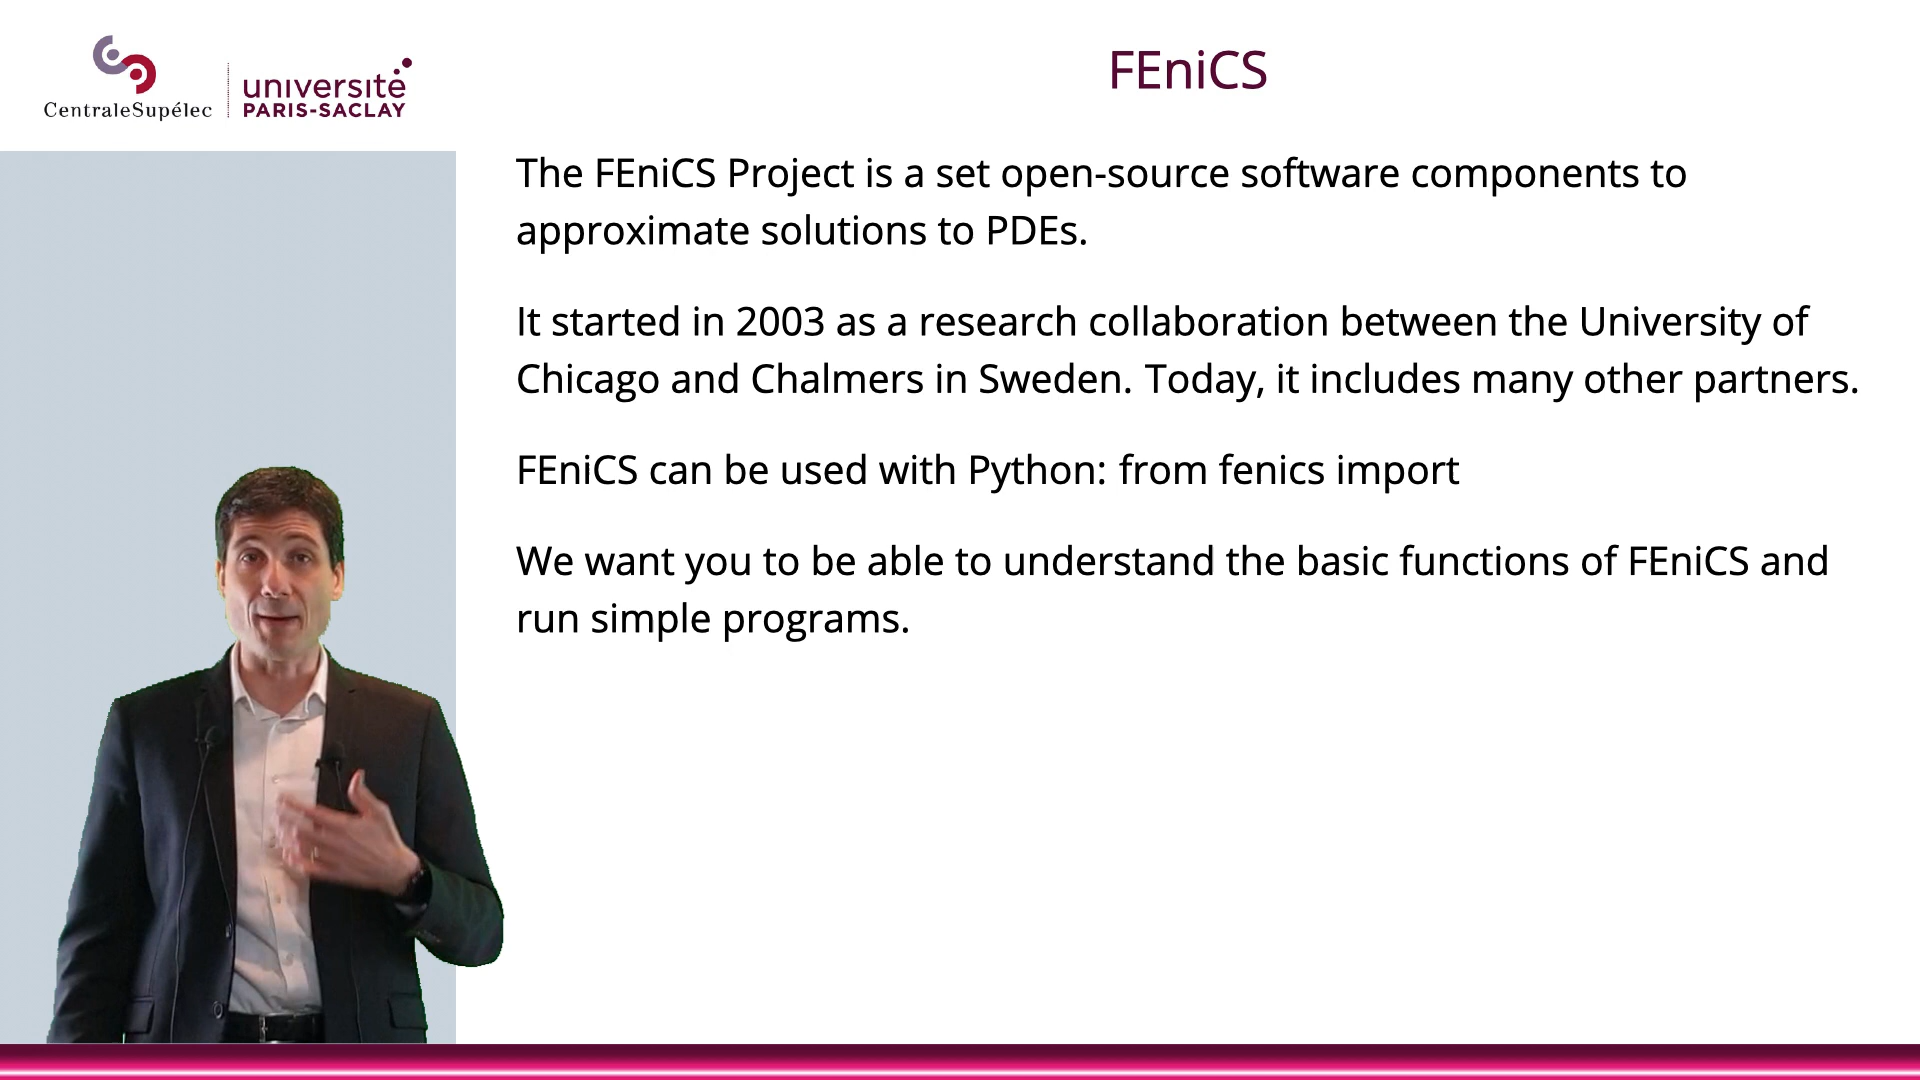 CentraleSupélec
université
PARIS-SACLAY
FEniCS
The FEniCS Project is a set open-source software components to
approximate solutions to PDEs.
It started in 2003 as a research collaboration between the University of
Chicago and Chalmers in Sweden. Today, it includes many other partners.
FEniCS can be used with Python: from fenics import
We want you to be able to understand the basic functions of FEniCS and
run simple programs.